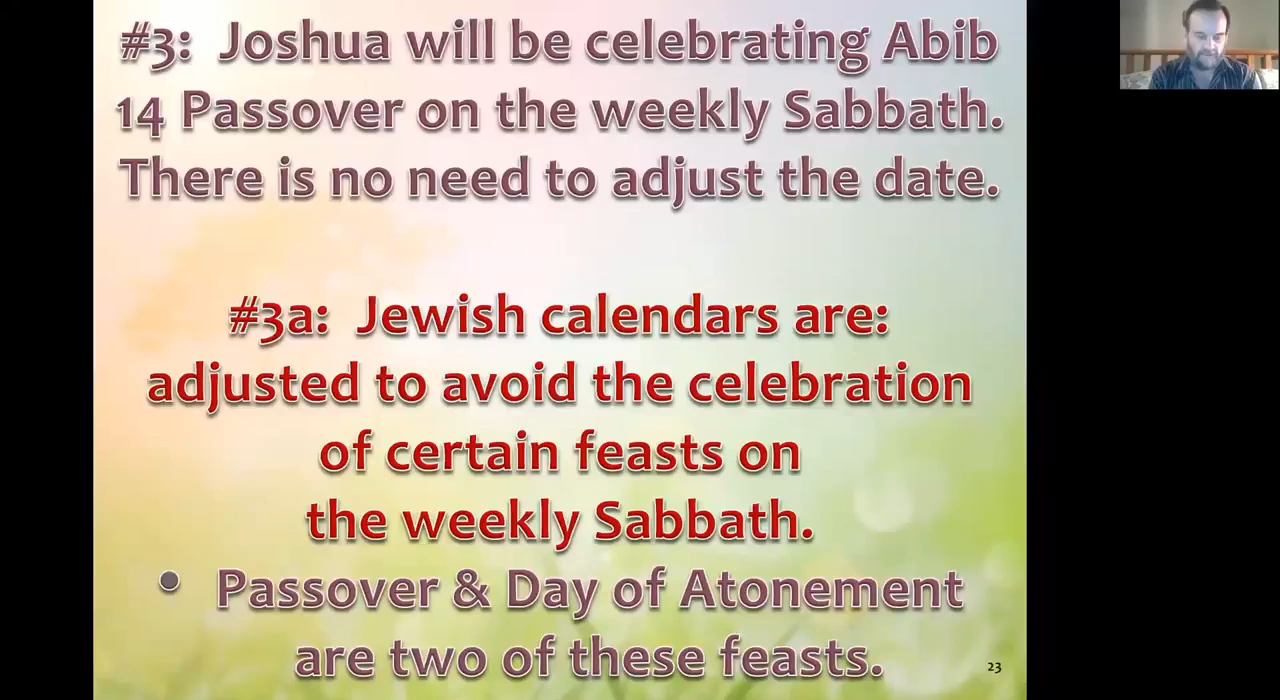 #3: Joshua will be celebrating Abib
14 Passover on the weekly Sabbath.
There is no need to adjust the date.
#3a: Jewish calendars are:
adjusted to avoid the celebration
of certain feasts on
the weekly Sabbath.
• Passover & Day of Atonement
are two of these feasts.
23